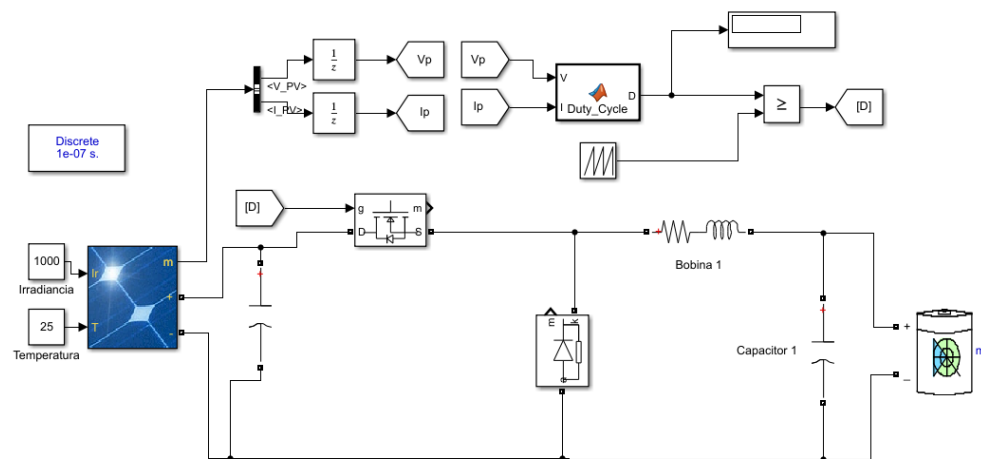 1
z
Vp
Vp
<V_PV>
V
D
Duty_Cycle
I
1
z
Ip
Ip
<I_PV>
≥
[D]
Discrete
1e-07 s.
[D]
g
m
D
S
1000
Irradiancia
Ir
m
+
25
Temperatura
T
-
+
+
Bobina 1
m
k
a
+
Capacitor 1
+
_
m